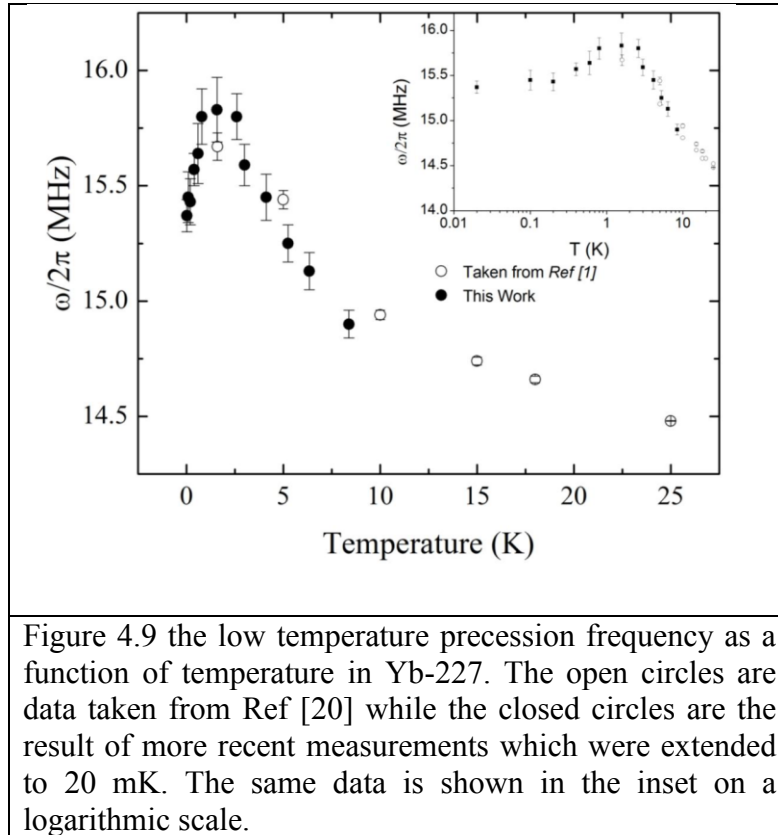 16.0
15.5
15.0
14.5
ω/2π (MHz)
0 5 10 15 20 25
Temperature (K)
16.0
15.5
15.0
14.5
14.0
ω/2π (MHz)
0.01 0.1 1 10
T (K)
Taken from Ref [1]
This Work
Figure 4.9 the low temperature precession frequency as a
function of temperature in Yb-227. The open circles are
data taken from Ref [20] while the closed circles are the
result of more recent measurements which were extended
to 20 mK. The same data is shown in the inset on a
logarithmic scale.